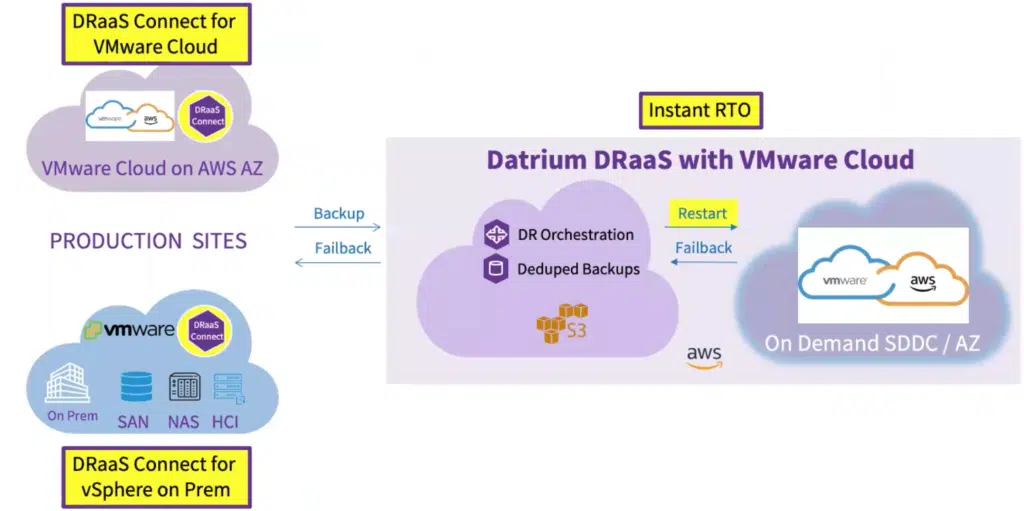 DRaaS Connect for
VMware Cloud
vmware
aws
DRaaS
Connect
VMware Cloud on AWS AZ
PRODUCTION SITES
vmware
DRaaS
Connect
On Prem
SAN
NAS
HCI
DRaaS Connect for
vSphere on Prem
Backup
Failback
Instant RTO
Datrium DRaaS with VMware Cloud
DR Orchestration
Deduped Backups
S3
Restart
Failback
aws
vmware
aws
On Demand SDDC / AZ